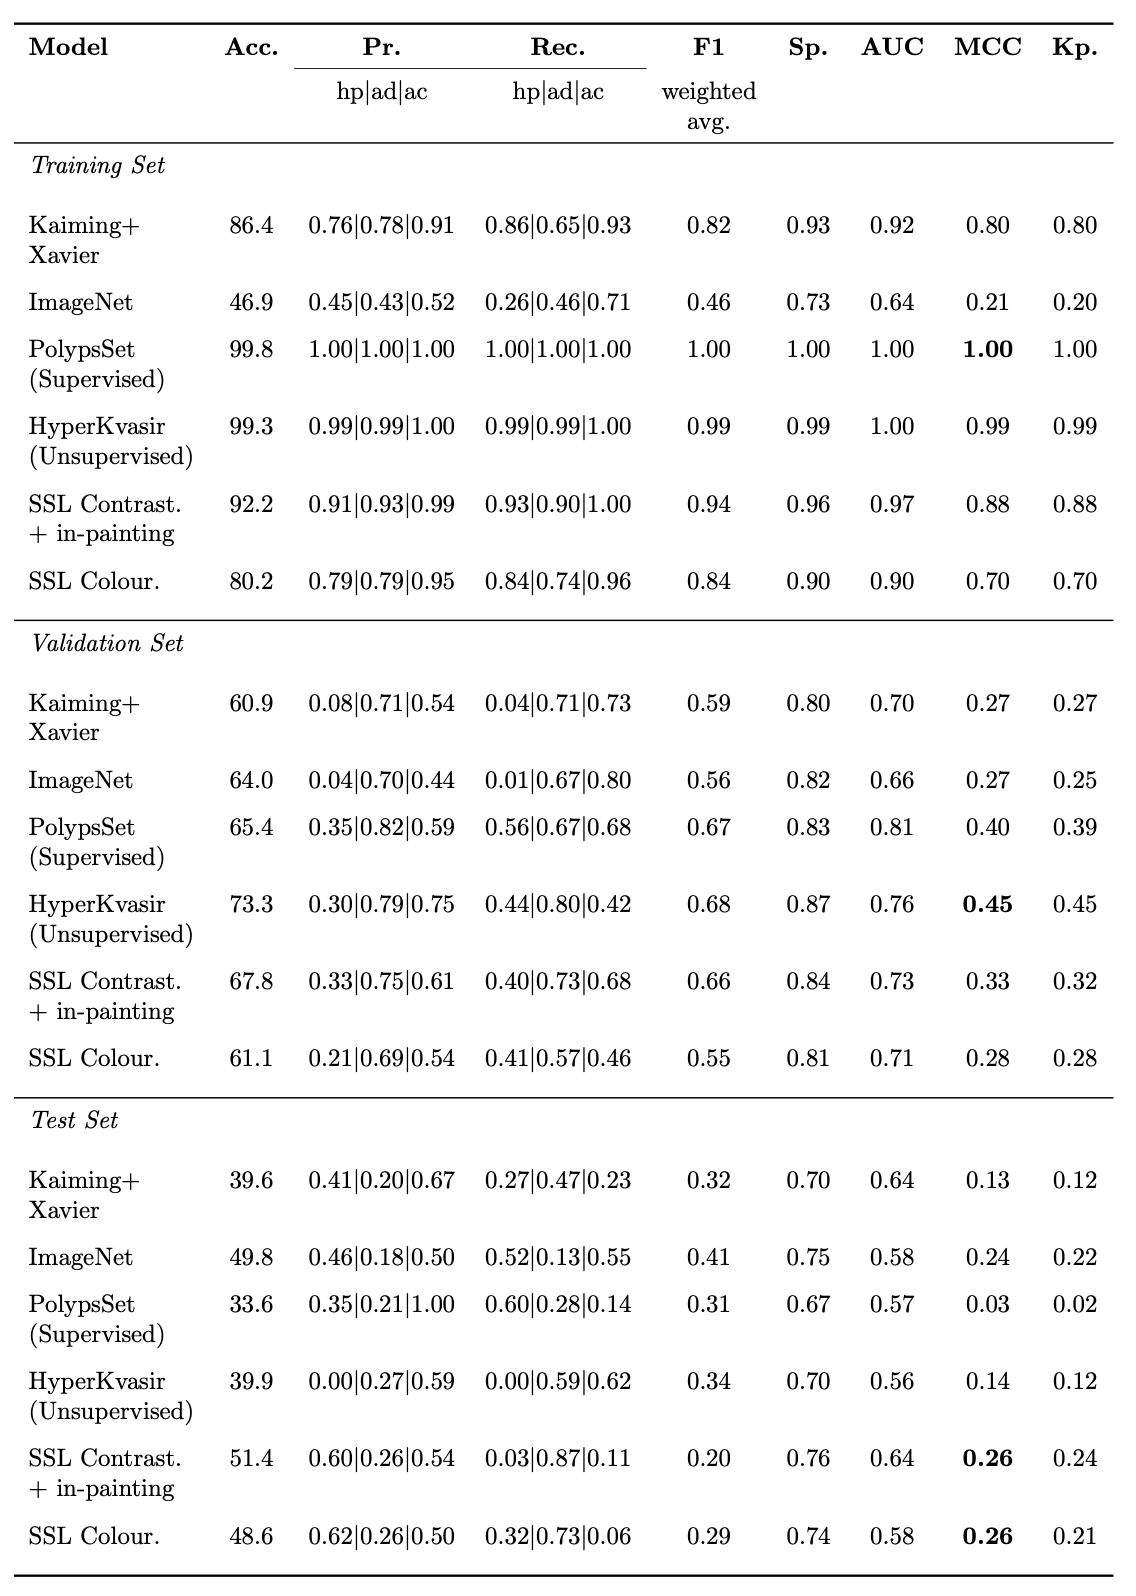 Model Acc. Pr. Rec. F1 Sp. AUC MCC Kp.
hp|ad|ac hp|ad|ac weighted
avg.
Training Set
Kaiming+ 86.4 0.76|0.78|0.91 0.86|0.65|0.93 0.82 0.93 0.92 0.80 0.80
Xavier
ImageNet 46.9 0.45|0.43|0.52 0.26|0.46|0.71 0.46 0.73 0.64 0.21 0.20
PolypsSet 99.8 1.00|1.00|1.00 1.00|1.00|1.00 1.00 1.00 1.00 1.00 1.00
(Supervised)
HyperKvasir 99.3 0.99|0.99|1.00 0.99|0.99|1.00 0.99 0.99 1.00 0.99 0.99
(Unsupervised)
SSL Contrast. 92.2 0.91|0.93|0.99 0.93|0.90|1.00 0.94 0.96 0.97 0.88 0.88
+ in-painting
SSL Colour. 80.2 0.79|0.79|0.95 0.84|0.74|0.96 0.84 0.90 0.90 0.70 0.70
Validation Set
Kaiming+ 60.9 0.08|0.71|0.54 0.04|0.71|0.73 0.59 0.80 0.70 0.27 0.27
Xavier
ImageNet 64.0 0.04|0.70|0.44 0.01|0.67|0.80 0.56 0.82 0.66 0.27 0.25
PolypsSet 65.4 0.35|0.82|0.59 0.56|0.67|0.68 0.67 0.83 0.81 0.40 0.39
(Supervised)
HyperKvasir 73.3 0.30|0.79|0.75 0.44|0.80|0.42 0.68 0.87 0.76 0.45 0.45
(Unsupervised)
SSL Contrast. 67.8 0.33|0.75|0.61 0.40|0.73|0.68 0.66 0.84 0.73 0.33 0.32
+ in-painting
SSL Colour. 61.1 0.21|0.69|0.54 0.41|0.57|0.46 0.55 0.81 0.71 0.28 0.28
Test Set
Kaiming+ 39.6 0.41|0.20|0.67 0.27|0.47|0.23 0.32 0.70 0.64 0.13 0.12
Xavier
ImageNet 49.8 0.46|0.18|0.50 0.52|0.13|0.55 0.41 0.75 0.58 0.24 0.22
PolypsSet 33.6 0.35|0.21|1.00 0.60|0.28|0.14 0.31 0.67 0.57 0.03 0.02
(Supervised)
HyperKvasir 39.9 0.00|0.27|0.59 0.00|0.59|0.62 0.34 0.70 0.56 0.14 0.12
(Unsupervised)
SSL Contrast. 51.4 0.60|0.26|0.54 0.03|0.87|0.11 0.20 0.76 0.64 0.26 0.24
+ in-painting
SSL Colour. 48.6 0.62|0.26|0.50 0.32|0.73|0.06 0.29 0.74 0.58 0.26 0.21